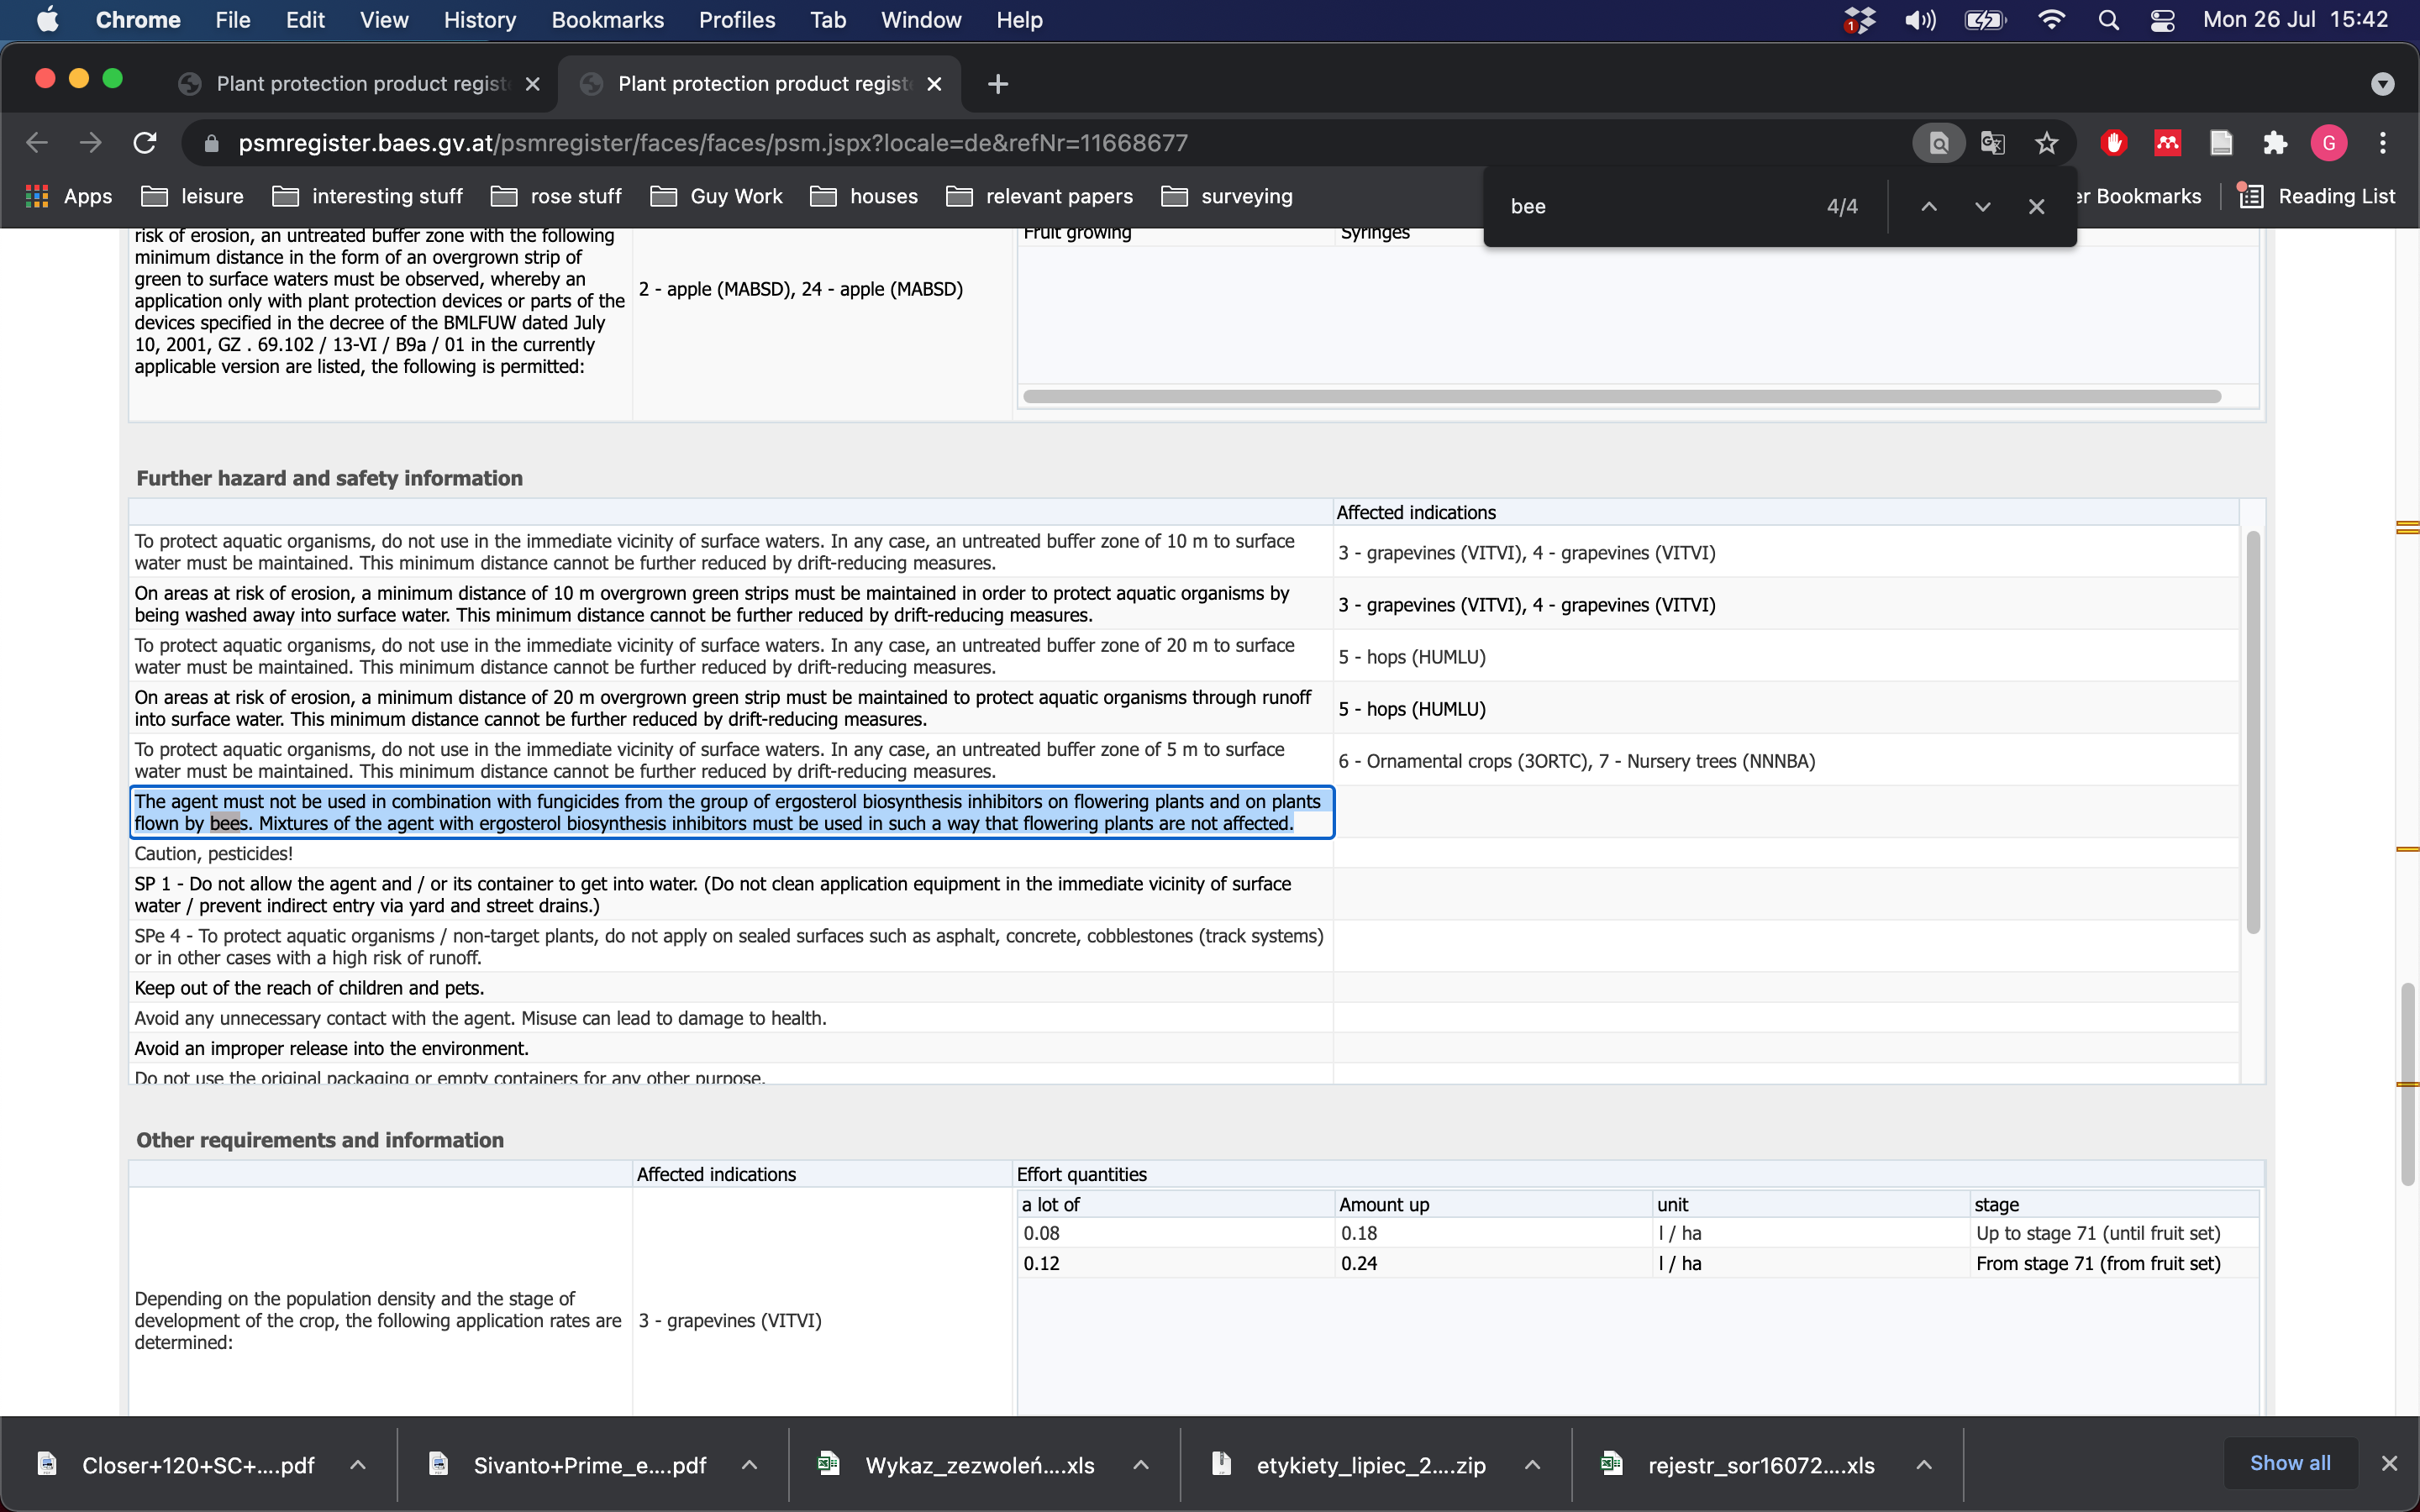 Chrome File Edit View History Bookmarks Profiles Tab Window Help
1
Mon 26 Jul 15:42
Plant protection product registe
Plant protection product registe
psmregister.baes.gv.at/psmregister/faces/faces/psm.jspx?locale=de&refNr=11668677
G
Apps leisure interesting stuff rose stuff Guy Work houses relevant papers surveying
bee 4/4
er Bookmarks Reading List
risk of erosion, an untreated buffer zone with the following
minimum distance in the form of an overgrown strip of
green to surface waters must be observed, whereby an
application only with plant protection devices or parts of the
devices specified in the decree of the BMLFUW dated July
10, 2001, GZ . 69.102 / 13-VI / B9a / 01 in the currently
applicable version are listed, the following is permitted:
2 - apple (MABSD), 24 - apple (MABSD)
Fruit growing Syringes
Further hazard and safety information
Affected indications
To protect aquatic organisms, do not use in the immediate vicinity of surface waters. In any case, an untreated buffer zone of 10 m to surface
water must be maintained. This minimum distance cannot be further reduced by drift-reducing measures.
3 - grapevines (VITVI), 4 - grapevines (VITVI)
On areas at risk of erosion, a minimum distance of 10 m overgrown green strips must be maintained in order to protect aquatic organisms by
being washed away into surface water. This minimum distance cannot be further reduced by drift-reducing measures.
3 - grapevines (VITVI), 4 - grapevines (VITVI)
To protect aquatic organisms, do not use in the immediate vicinity of surface waters. In any case, an untreated buffer zone of 20 m to surface
water must be maintained. This minimum distance cannot be further reduced by drift-reducing measures.
5 - hops (HUMLU)
On areas at risk of erosion, a minimum distance of 20 m overgrown green strip must be maintained to protect aquatic organisms through runoff
into surface water. This minimum distance cannot be further reduced by drift-reducing measures.
5 - hops (HUMLU)
To protect aquatic organisms, do not use in the immediate vicinity of surface waters. In any case, an untreated buffer zone of 5 m to surface
water must be maintained. This minimum distance cannot be further reduced by drift-reducing measures.
6 - Ornamental crops (3ORTC), 7 - Nursery trees (NNNBA)
The agent must not be used in combination with fungicides from the group of ergosterol biosynthesis inhibitors on flowering plants and on plants
flown by bees. Mixtures of the agent with ergosterol biosynthesis inhibitors must be used in such a way that flowering plants are not affected.
Caution, pesticides!
SP 1 - Do not allow the agent and / or its container to get into water. (Do not clean application equipment in the immediate vicinity of surface
water / prevent indirect entry via yard and street drains.)
SPe 4 - To protect aquatic organisms / non-target plants, do not apply on sealed surfaces such as asphalt, concrete, cobblestones (track systems)
or in other cases with a high risk of runoff.
Keep out of the reach of children and pets.
Avoid any unnecessary contact with the agent. Misuse can lead to damage to health.
Avoid an improper release into the environment.
Do not use the original packaging or empty containers for any other purpose.
Other requirements and information
Affected indications Effort quantities
a lot of Amount up unit stage
0.08 0.18 l / ha Up to stage 71 (until fruit set)
0.12 0.24 l / ha From stage 71 (from fruit set)
Depending on the population density and the stage of
development of the crop, the following application rates are
determined:
3 - grapevines (VITVI)
Closer+120+SC+....pdf Sivanto+Prime_e....pdf Wykaz_zezwoleń....xls etykiety_lipiec_2....zip rejestr_sor16072....xls Show all